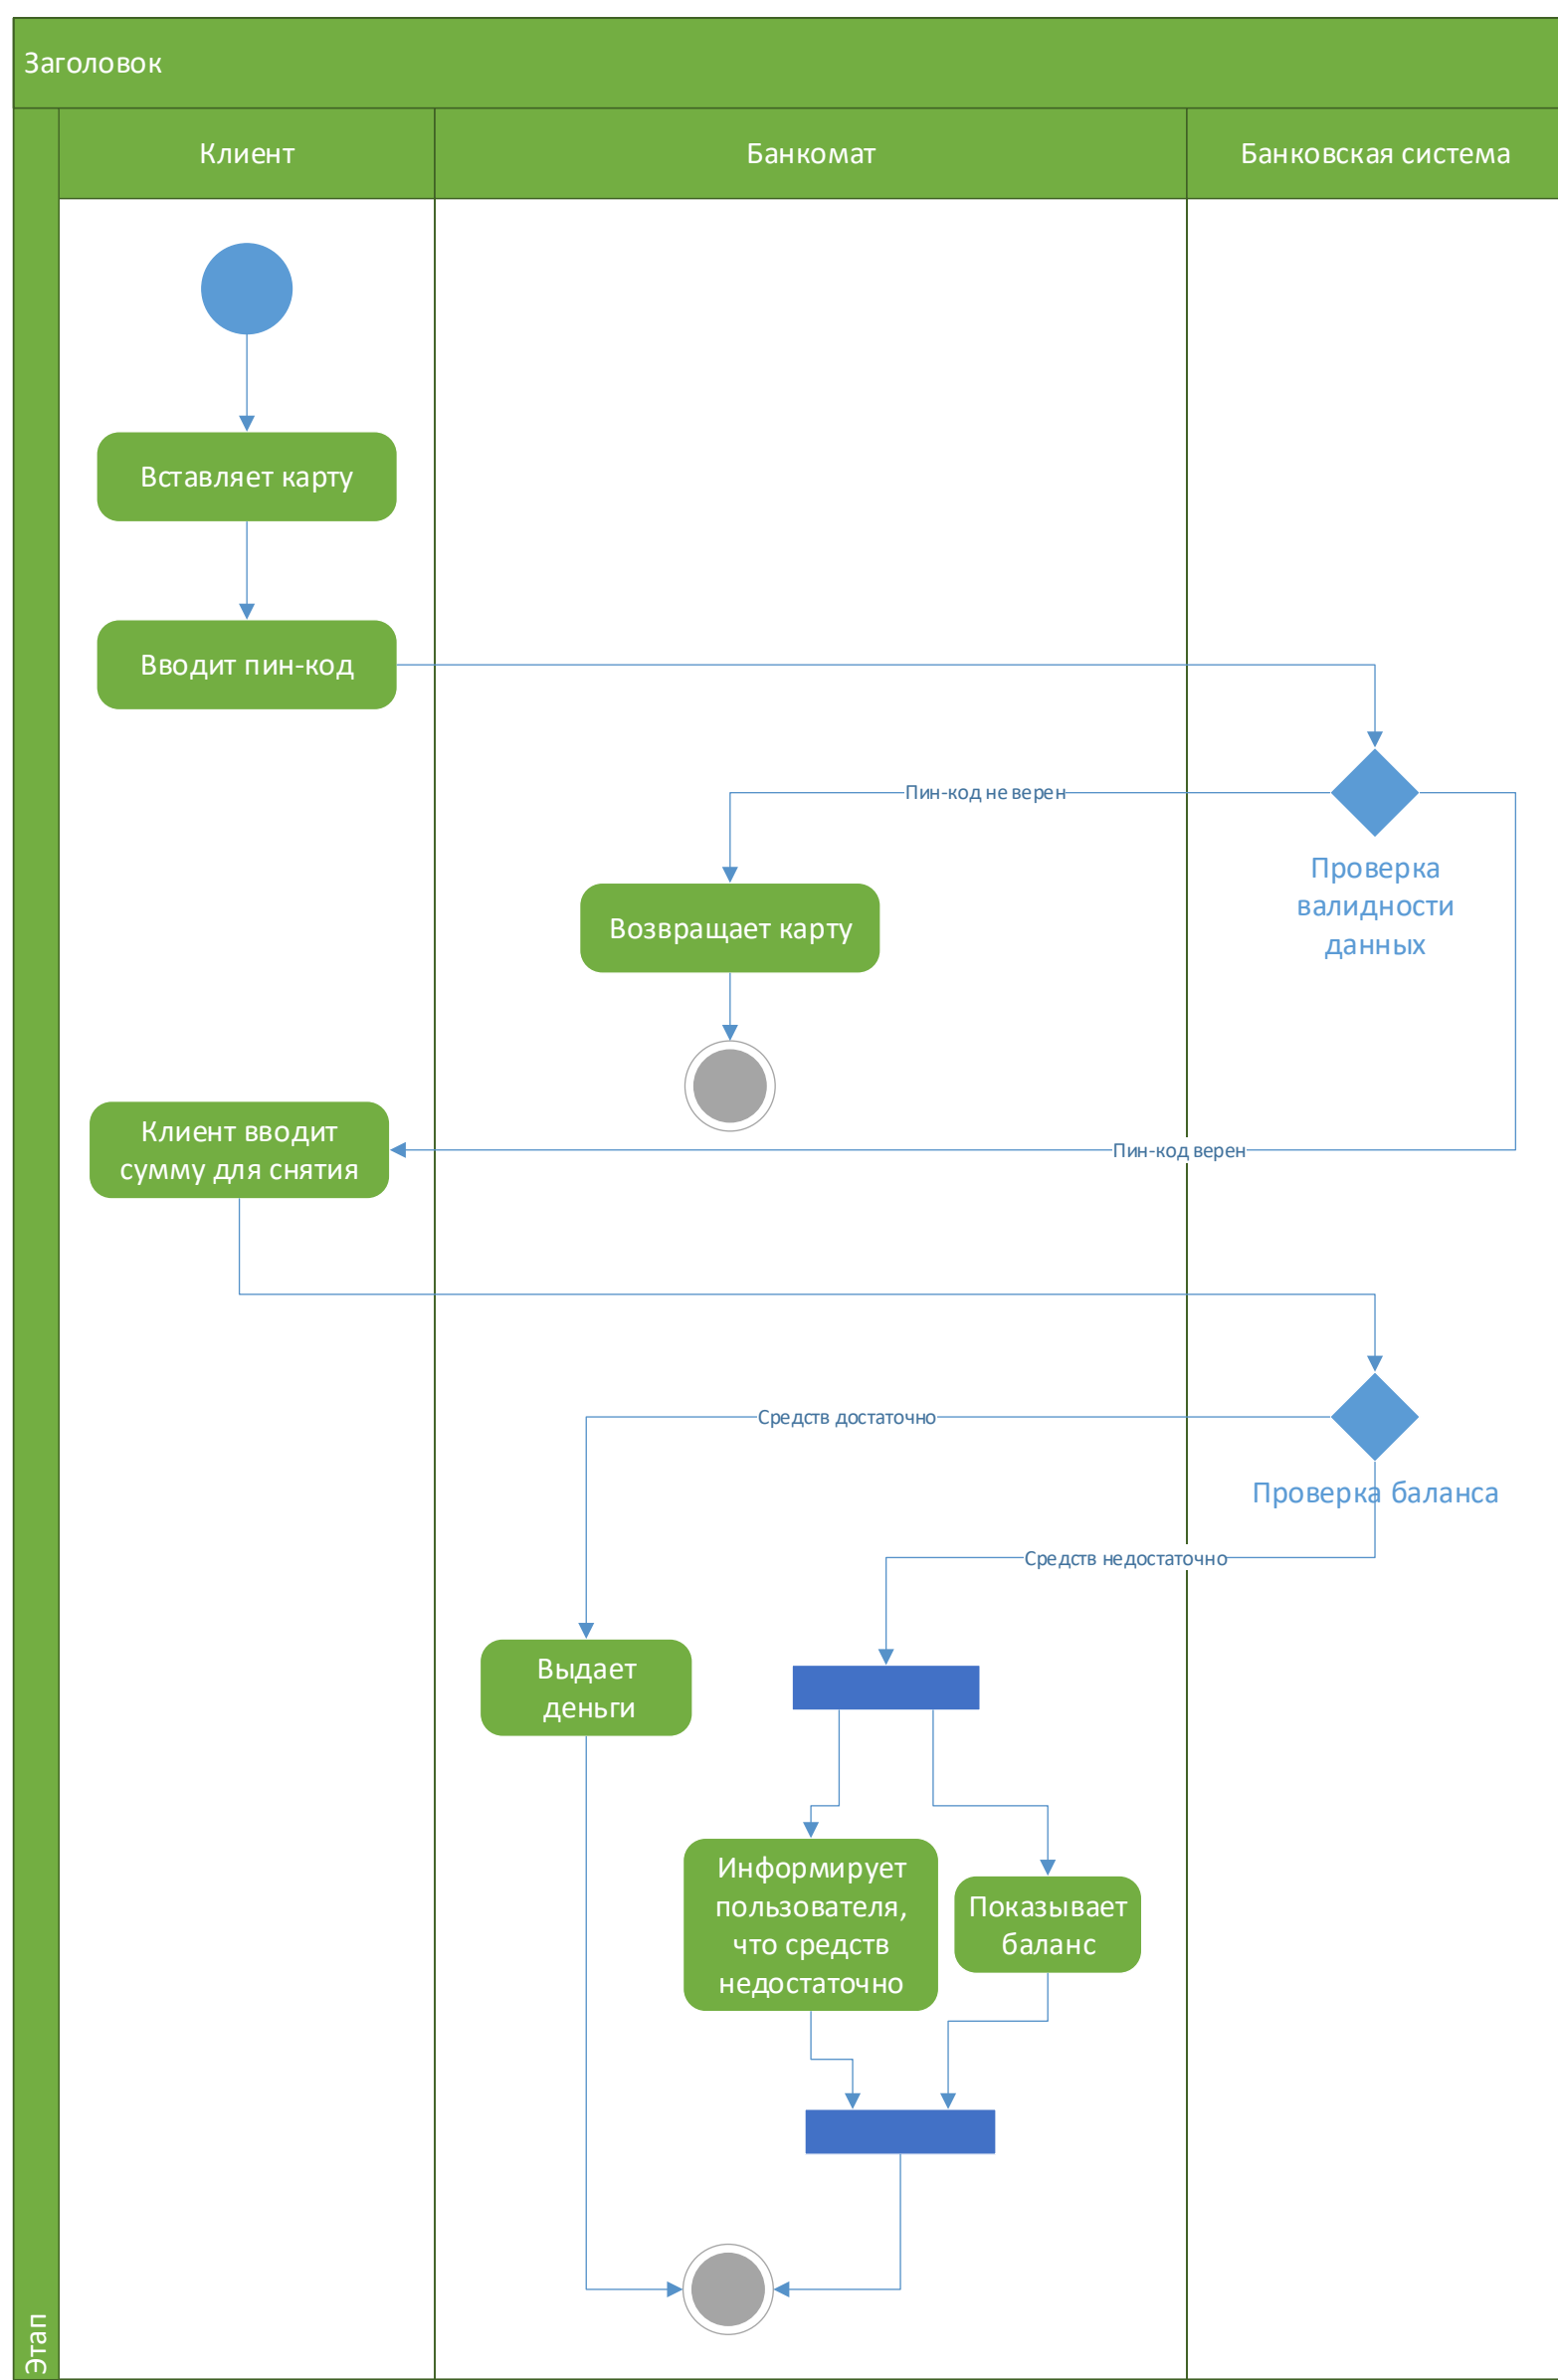 Заголовок
Клиент
Банкомат
Банковская система
Вставляет карту
Вводит пин-код
Пин-код не верен
Проверка
валидности
данных
Возвращает карту
Клиент вводит
сумму для снятия
Пин-код верен
Средств достаточно
Проверка баланса
Средств недостаточно
Выдает
деньги
Информирует
пользователя,
что средств
недостаточно
Показывает
баланс
Этап